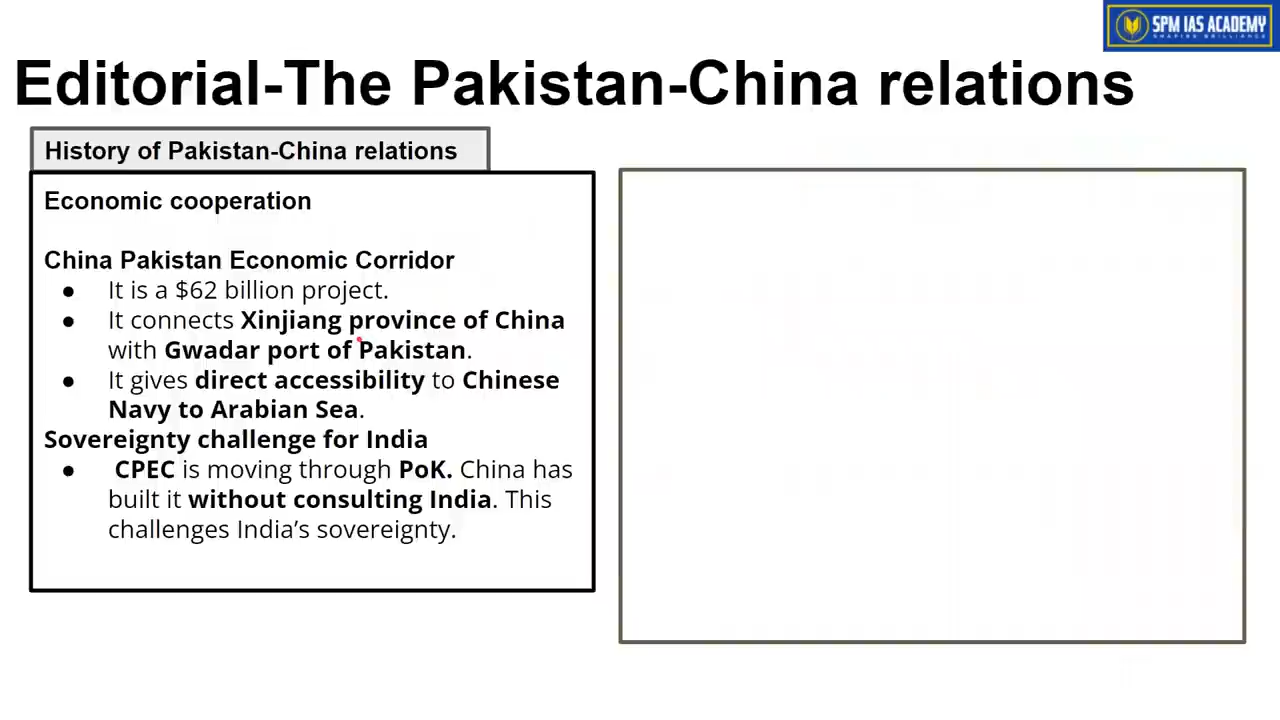 SPM IAS ACADEMY
SHAPING BRILLIANCE
Editorial-The Pakistan-China relations
History of Pakistan-China relations
Economic cooperation
China Pakistan Economic Corridor
● It is a $62 billion project.
● It connects Xinjiang province of China
with Gwadar port of Pakistan.
● It gives direct accessibility to Chinese
Navy to Arabian Sea.
Sovereignty challenge for India
● CPEC is moving through PoK. China has
built it without consulting India. This
challenges India’s sovereignty.